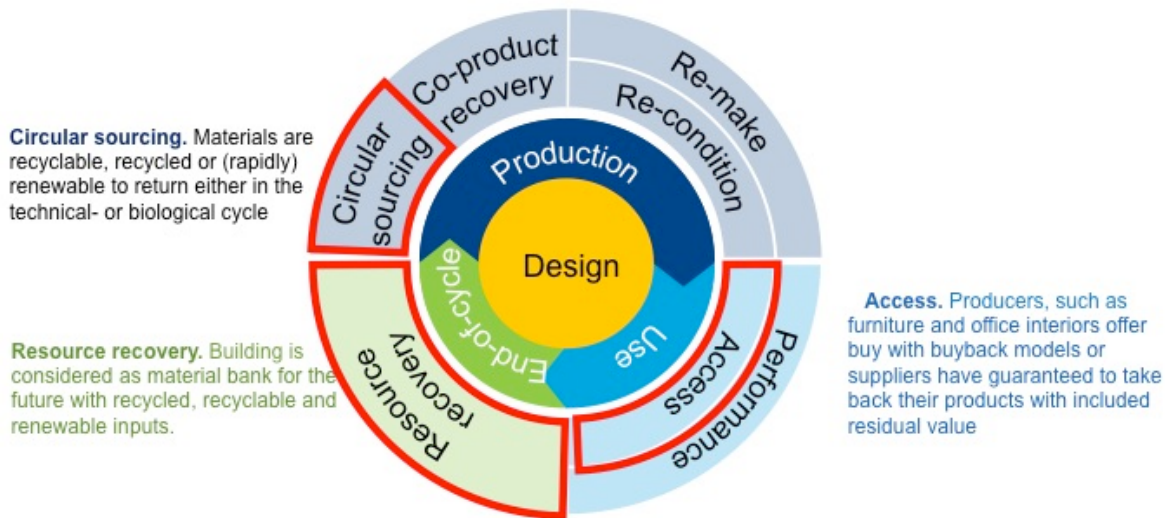 Co-product
recovery
Re-make
Re-condition
Circular
sourcing
Production
Design
End-of-cycle
Use
Resource
recovery
Access
Performance
Circular sourcing. Materials are
recyclable, recycled or (rapidly)
renewable to return either in the
technical- or biological cycle
Resource recovery. Building is
considered as material bank for the
future with recycled, recyclable and
renewable inputs.
Access. Producers, such as
furniture and office interiors offer
buy with buyback models or
suppliers have guaranteed to take
back their products with included
residual value